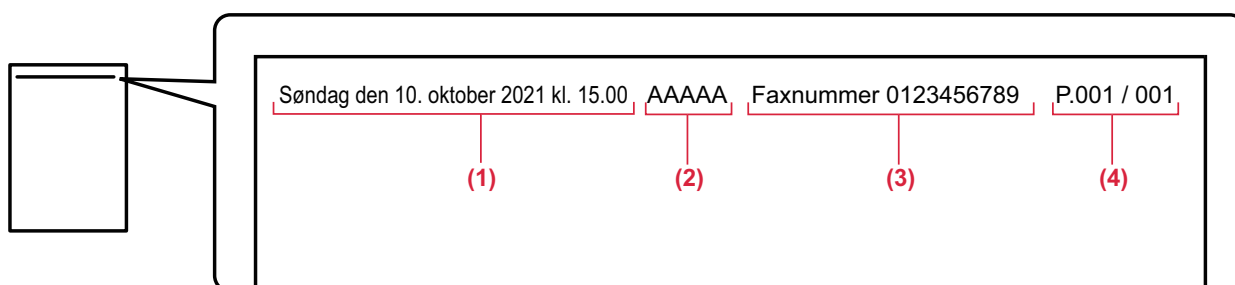 Søndag den 10. oktober 2021 kl. 15.00 AAAAA Faxnummer 0123456789 P.001 / 001
(1) (2) (3) (4)